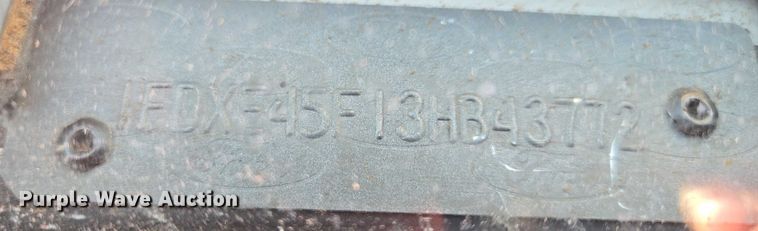 1FDXE45F13HB43772
Purple Wave Auction